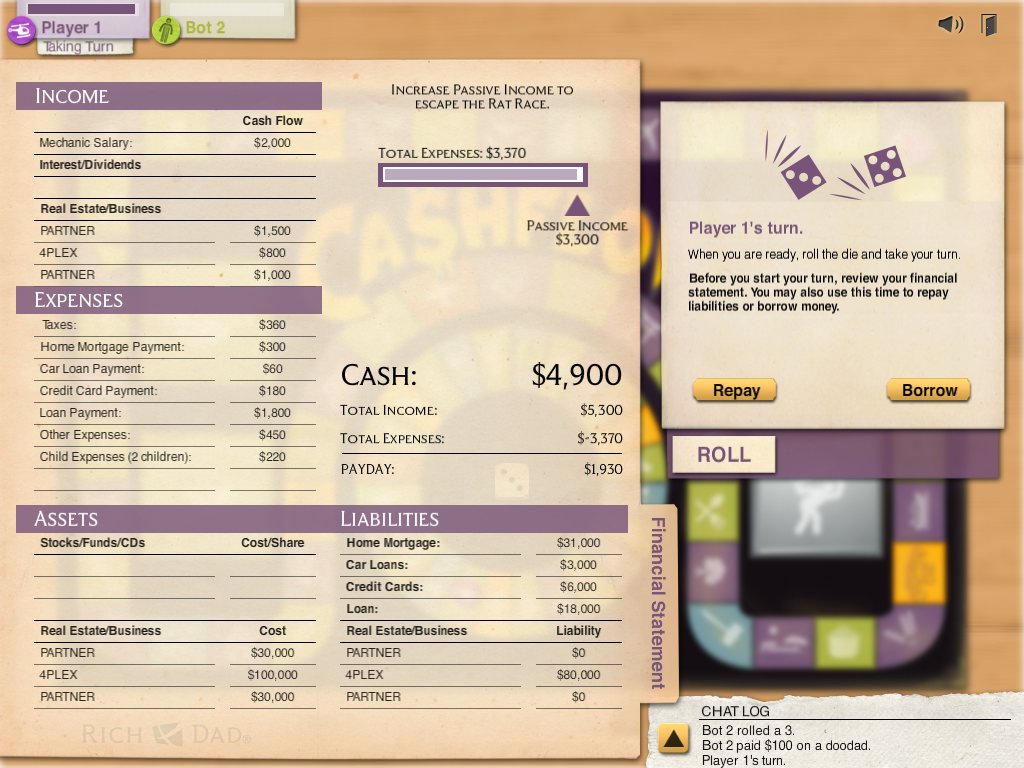 Player 1
Bot 2
Taking Turn
INCOME
Cash Flow
Mechanic Salary: $2,000
Interest/Dividends
Real Estate/Business
PARTNER $1,500
4PLEX $800
PARTNER $1,000
EXPENSES
Taxes: $360
Home Mortgage Payment: $300
Car Loan Payment: $60
Credit Card Payment: $180
Loan Payment: $1,800
Other Expenses: $450
Child Expenses (2 children): $220
INCREASE PASSIVE INCOME TO
ESCAPE THE RAT RACE.
TOTAL EXPENSES: $3,370
PASSIVE INCOME
$3,300
CASH: $4,900
TOTAL INCOME: $5,300
TOTAL EXPENSES: $-3,370
PAYDAY: $1,930
ASSETS
Stocks/Funds/CDs Cost/Share
Real Estate/Business Cost
PARTNER $30,000
4PLEX $100,000
PARTNER $30,000
LIABILITIES
Home Mortgage: $31,000
Car Loans: $3,000
Credit Cards: $6,000
Loan: $18,000
Real Estate/Business Liability
PARTNER $0
4PLEX $80,000
PARTNER $0
RICH DAD®
Financial Statement
CASHFLOW
Player 1's turn.
When you are ready, roll the die and take your turn.
Before you start your turn, review your financial
statement. You may also use this time to repay
liabilities or borrow money.
Repay
Borrow
ROLL
CHAT LOG
Bot 2 rolled a 3.
Bot 2 paid $100 on a doodad.
Player 1's turn.